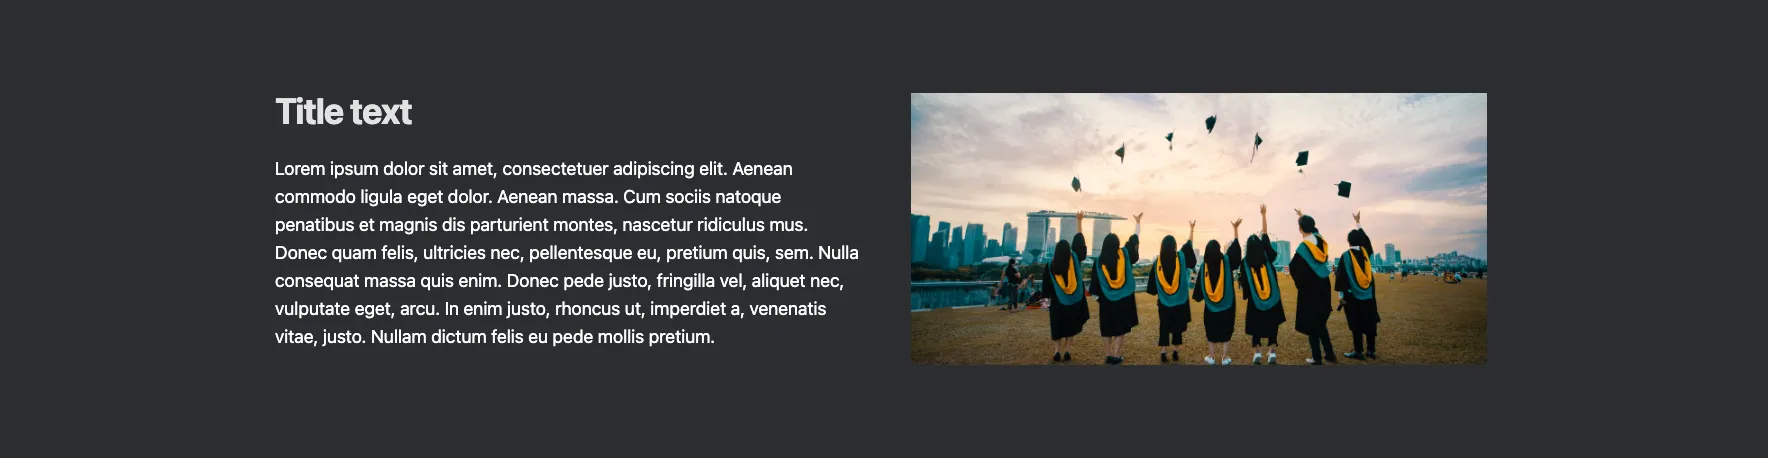 Title text
Lorem ipsum dolor sit amet, consectetuer adipiscing elit. Aenean
commodo ligula eget dolor. Aenean massa. Cum sociis natoque
penatibus et magnis dis parturient montes, nascetur ridiculus mus.
Donec quam felis, ultricies nec, pellentesque eu, pretium quis, sem. Nulla
consequat massa quis enim. Donec pede justo, fringilla vel, aliquet nec,
vulputate eget, arcu. In enim justo, rhoncus ut, imperdiet a, venenatis
vitae, justo. Nullam dictum felis eu pede mollis pretium.